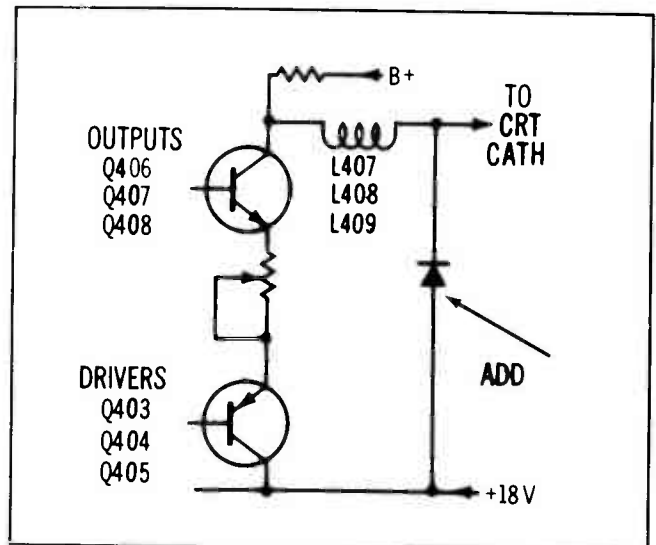 B+
TO
CRT
CATH
OUTPUTS
Q406
Q407
Q408
L407
L408
L409
ADD
DRIVERS
Q403
Q404
Q405
+18V